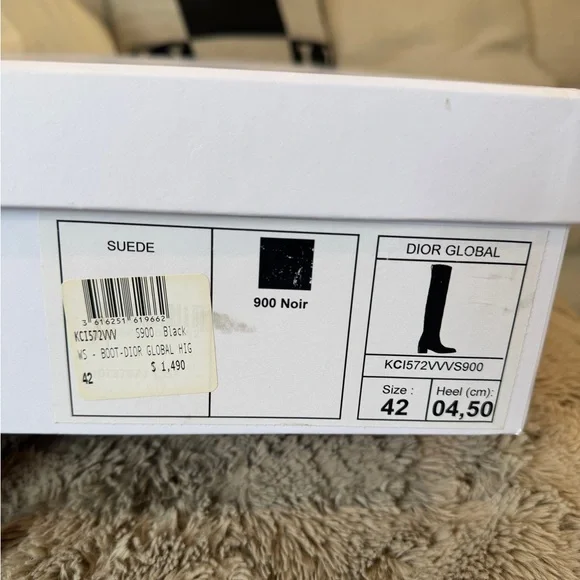 SUEDE
3 616251 619662
KCI572VVV S900 Black
WS - BOOT-DIOR GLOBAL HIG
$ 1,490
42
900 Noir
DIOR GLOBAL
KCI572VVVS900
Size :
42
Heel (cm):
04,50